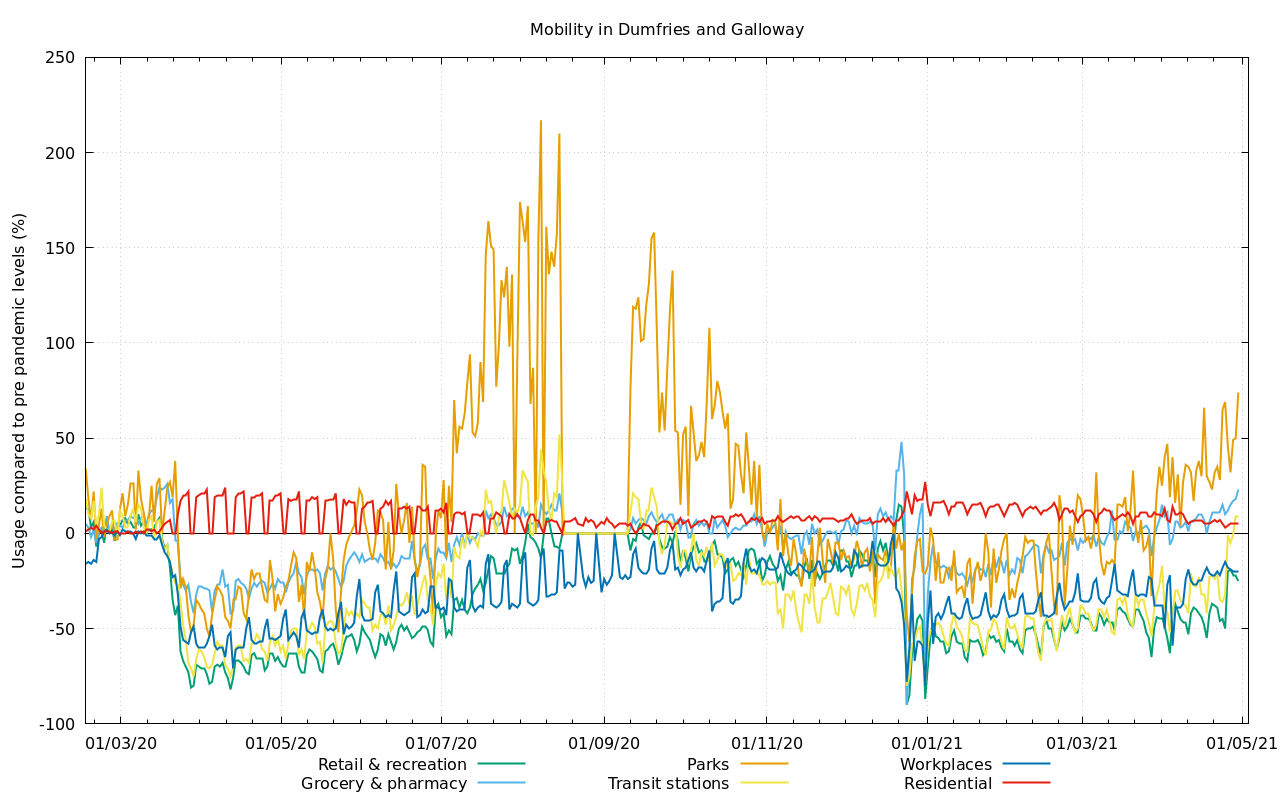 Mobility in Dumfries and Galloway
Usage compared to pre pandemic levels (%)
250
200
150
100
50
0
-50
-100
01/03/20 01/05/20 01/07/20 01/09/20 01/11/20 01/01/21 01/03/21 01/05/21
Retail & recreation Parks Workplaces
Grocery & pharmacy Transit stations Residential